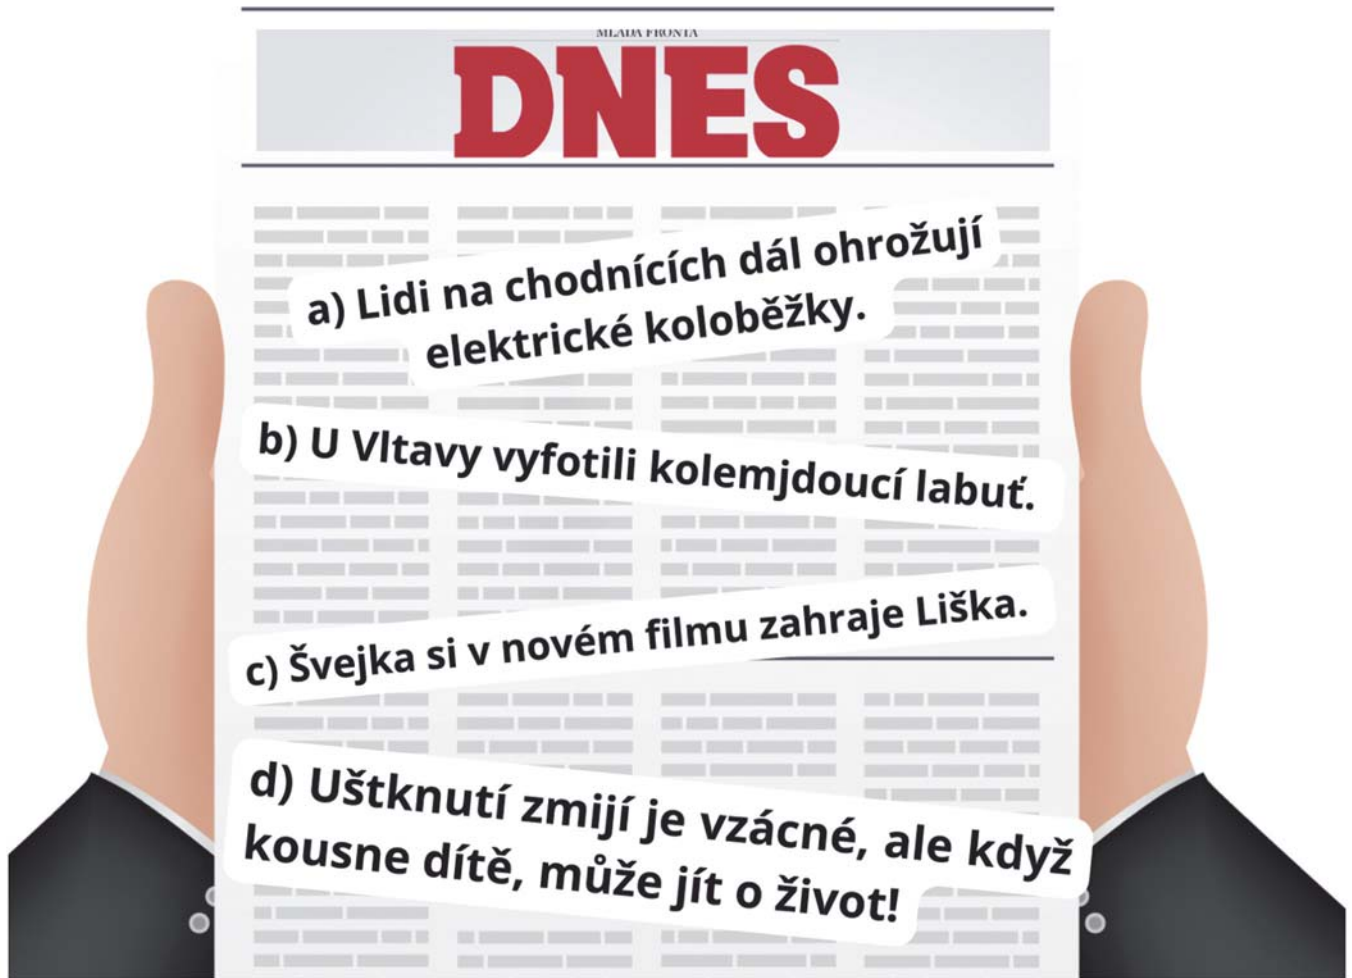 MLADÁ FRONTA
DNES
a) Lidi na chodnících dál ohrožují
elektrické koloběžky.
b) U Vltavy vyfotili kolemjdoucí labuť.
c) Švejka si v novém filmu zahraje Liška.
d) Uštknutí zmijí je vzácné, ale když
kousne dítě, může jít o život!